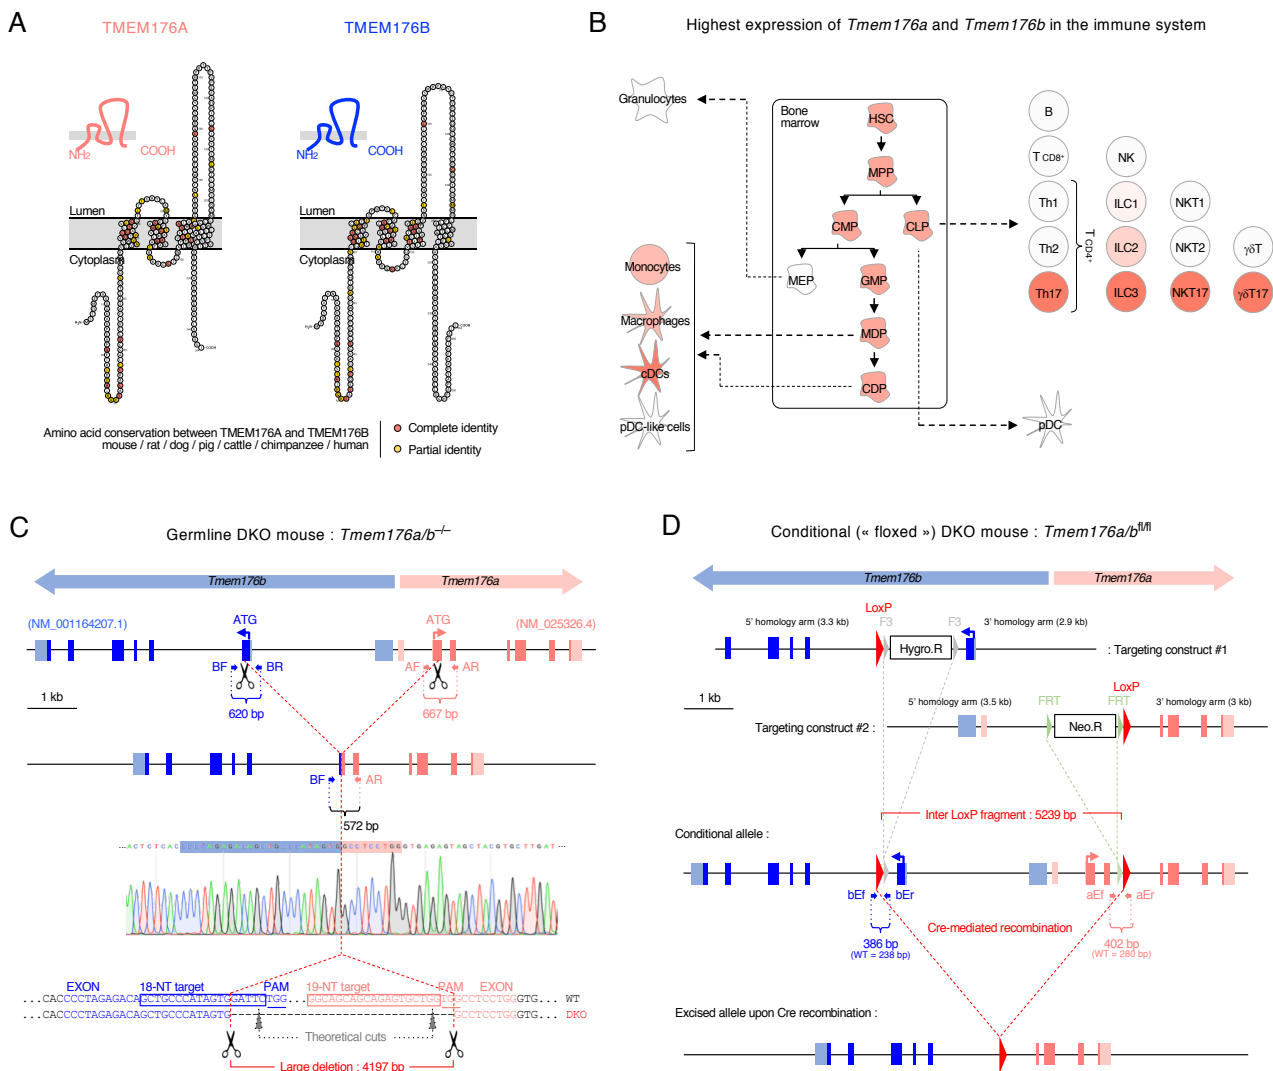 A
TMEM176A
TMEM176B
NH2
COOH
NH2
COOH
Lumen
Cytoplasm
Lumen
Cytoplasm
H2N
COOH
H2N
COOH
Amino acid conservation between TMEM176A and TMEM176B
mouse / rat / dog / pig / cattle / chimpanzee / human
Complete identity
Partial identity
B
Highest expression of Tmem176a and Tmem176b in the immune system
Granulocytes
Monocytes
Macrophages
cDCs
pDC-like cells
Bone
marrow
HSC
MPP
CMP
CLP
MEP
GMP
MDP
CDP
B
T CD8+
NK
Th1
ILC1
NKT1
Th2
ILC2
NKT2
γδT
Th17
ILC3
NKT17
γδT17
T CD4+
pDC
C
Germline DKO mouse : Tmem176a/b–/–
Tmem176b
Tmem176a
(NM_001164207.1)
ATG
ATG
(NM_025326.4)
BF
BR
AF
AR
1 kb
620 bp
667 bp
BF
AR
572 bp
EXON
18-NT target
PAM
19-NT target
PAM
EXON
...CACCCCTAGAGACAGCTGCCCATAGTGGATTCTGG...GGCAGCAGCAGAGTGCTGGTGGCCTCCTGGGTG... WT
...CACCCCTAGAGACAGCTGCCCATAGTG GCCTCCTGGGTG... DKO
Theoretical cuts
Large deletion : 4197 bp
D
Conditional (« floxed ») DKO mouse : Tmem176a/bfl/fl
Tmem176b
Tmem176a
LoxP
5' homology arm (3.3 kb)
F3
F3
3' homology arm (2.9 kb)
Hygro.R
: Targeting construct #1
1 kb
LoxP
5' homology arm (3.5 kb)
FRT
FRT
3' homology arm (3 kb)
Targeting construct #2 :
Neo.R
Inter LoxP fragment : 5239 bp
Conditional allele :
bEf
bEr
aEf
aEr
386 bp
(WT = 238 bp)
Cre-mediated recombination
402 bp
(WT = 280 bp)
Excised allele upon Cre recombination :